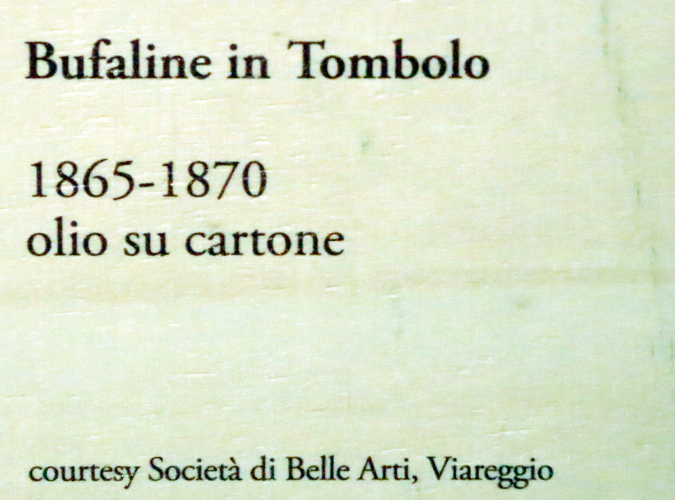 Bufaline in Tombolo
1865-1870
olio su cartone
courtesy Società di Belle Arti, Viareggio